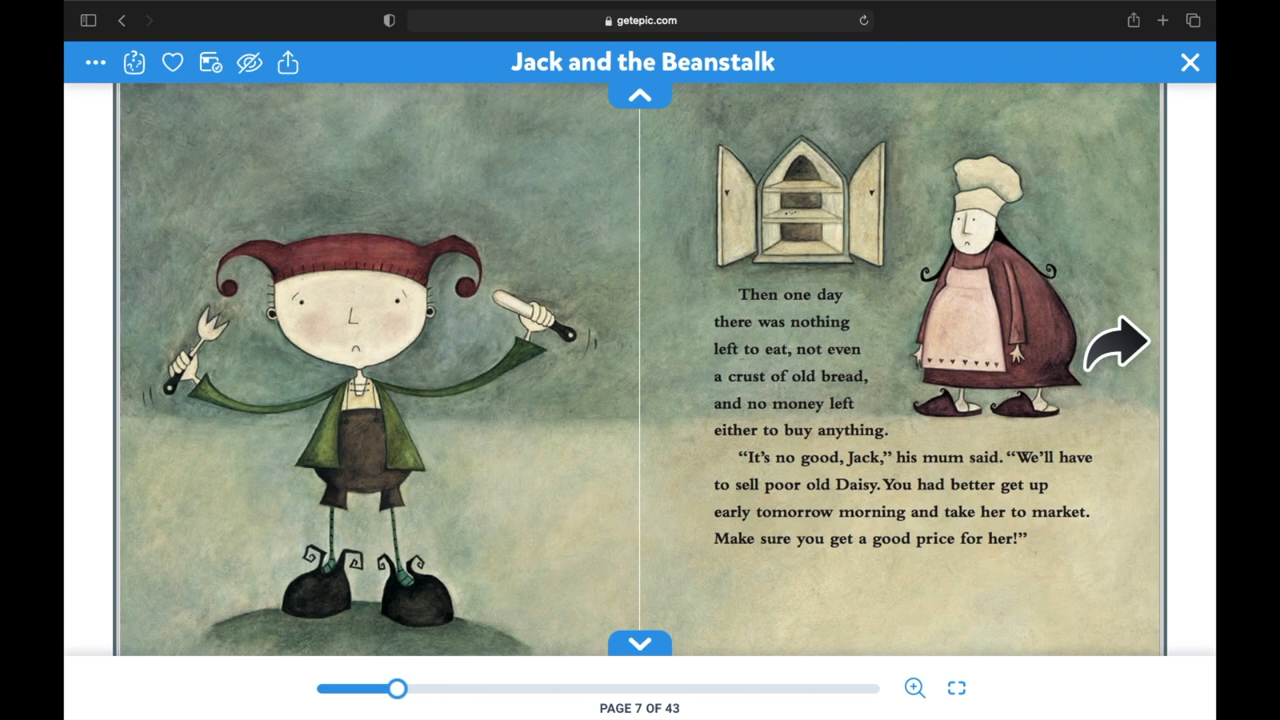 getepic.com
Jack and the Beanstalk
Then one day
there was nothing
left to eat, not even
a crust of old bread,
and no money left
either to buy anything.
“It’s no good, Jack,” his mum said. “We’ll have
to sell poor old Daisy. You had better get up
early tomorrow morning and take her to market.
Make sure you get a good price for her!”
PAGE 7 OF 43